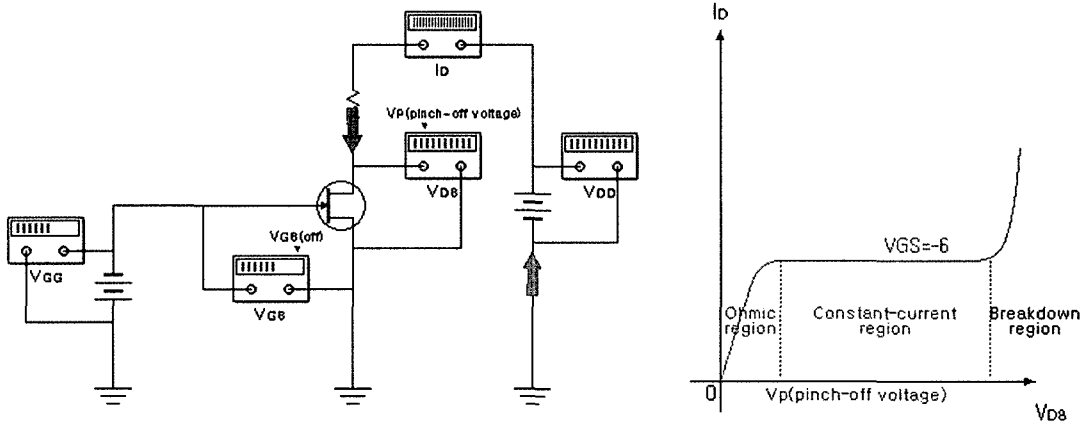 ID
VP(pinch-off voltage)
VDS
VDD
VGS(off)
VGG
VGS
ID
VGS=-6
Ohmic region
Constant-current region
Breakdown region
0
Vp(pinch-off voltage)
VDS